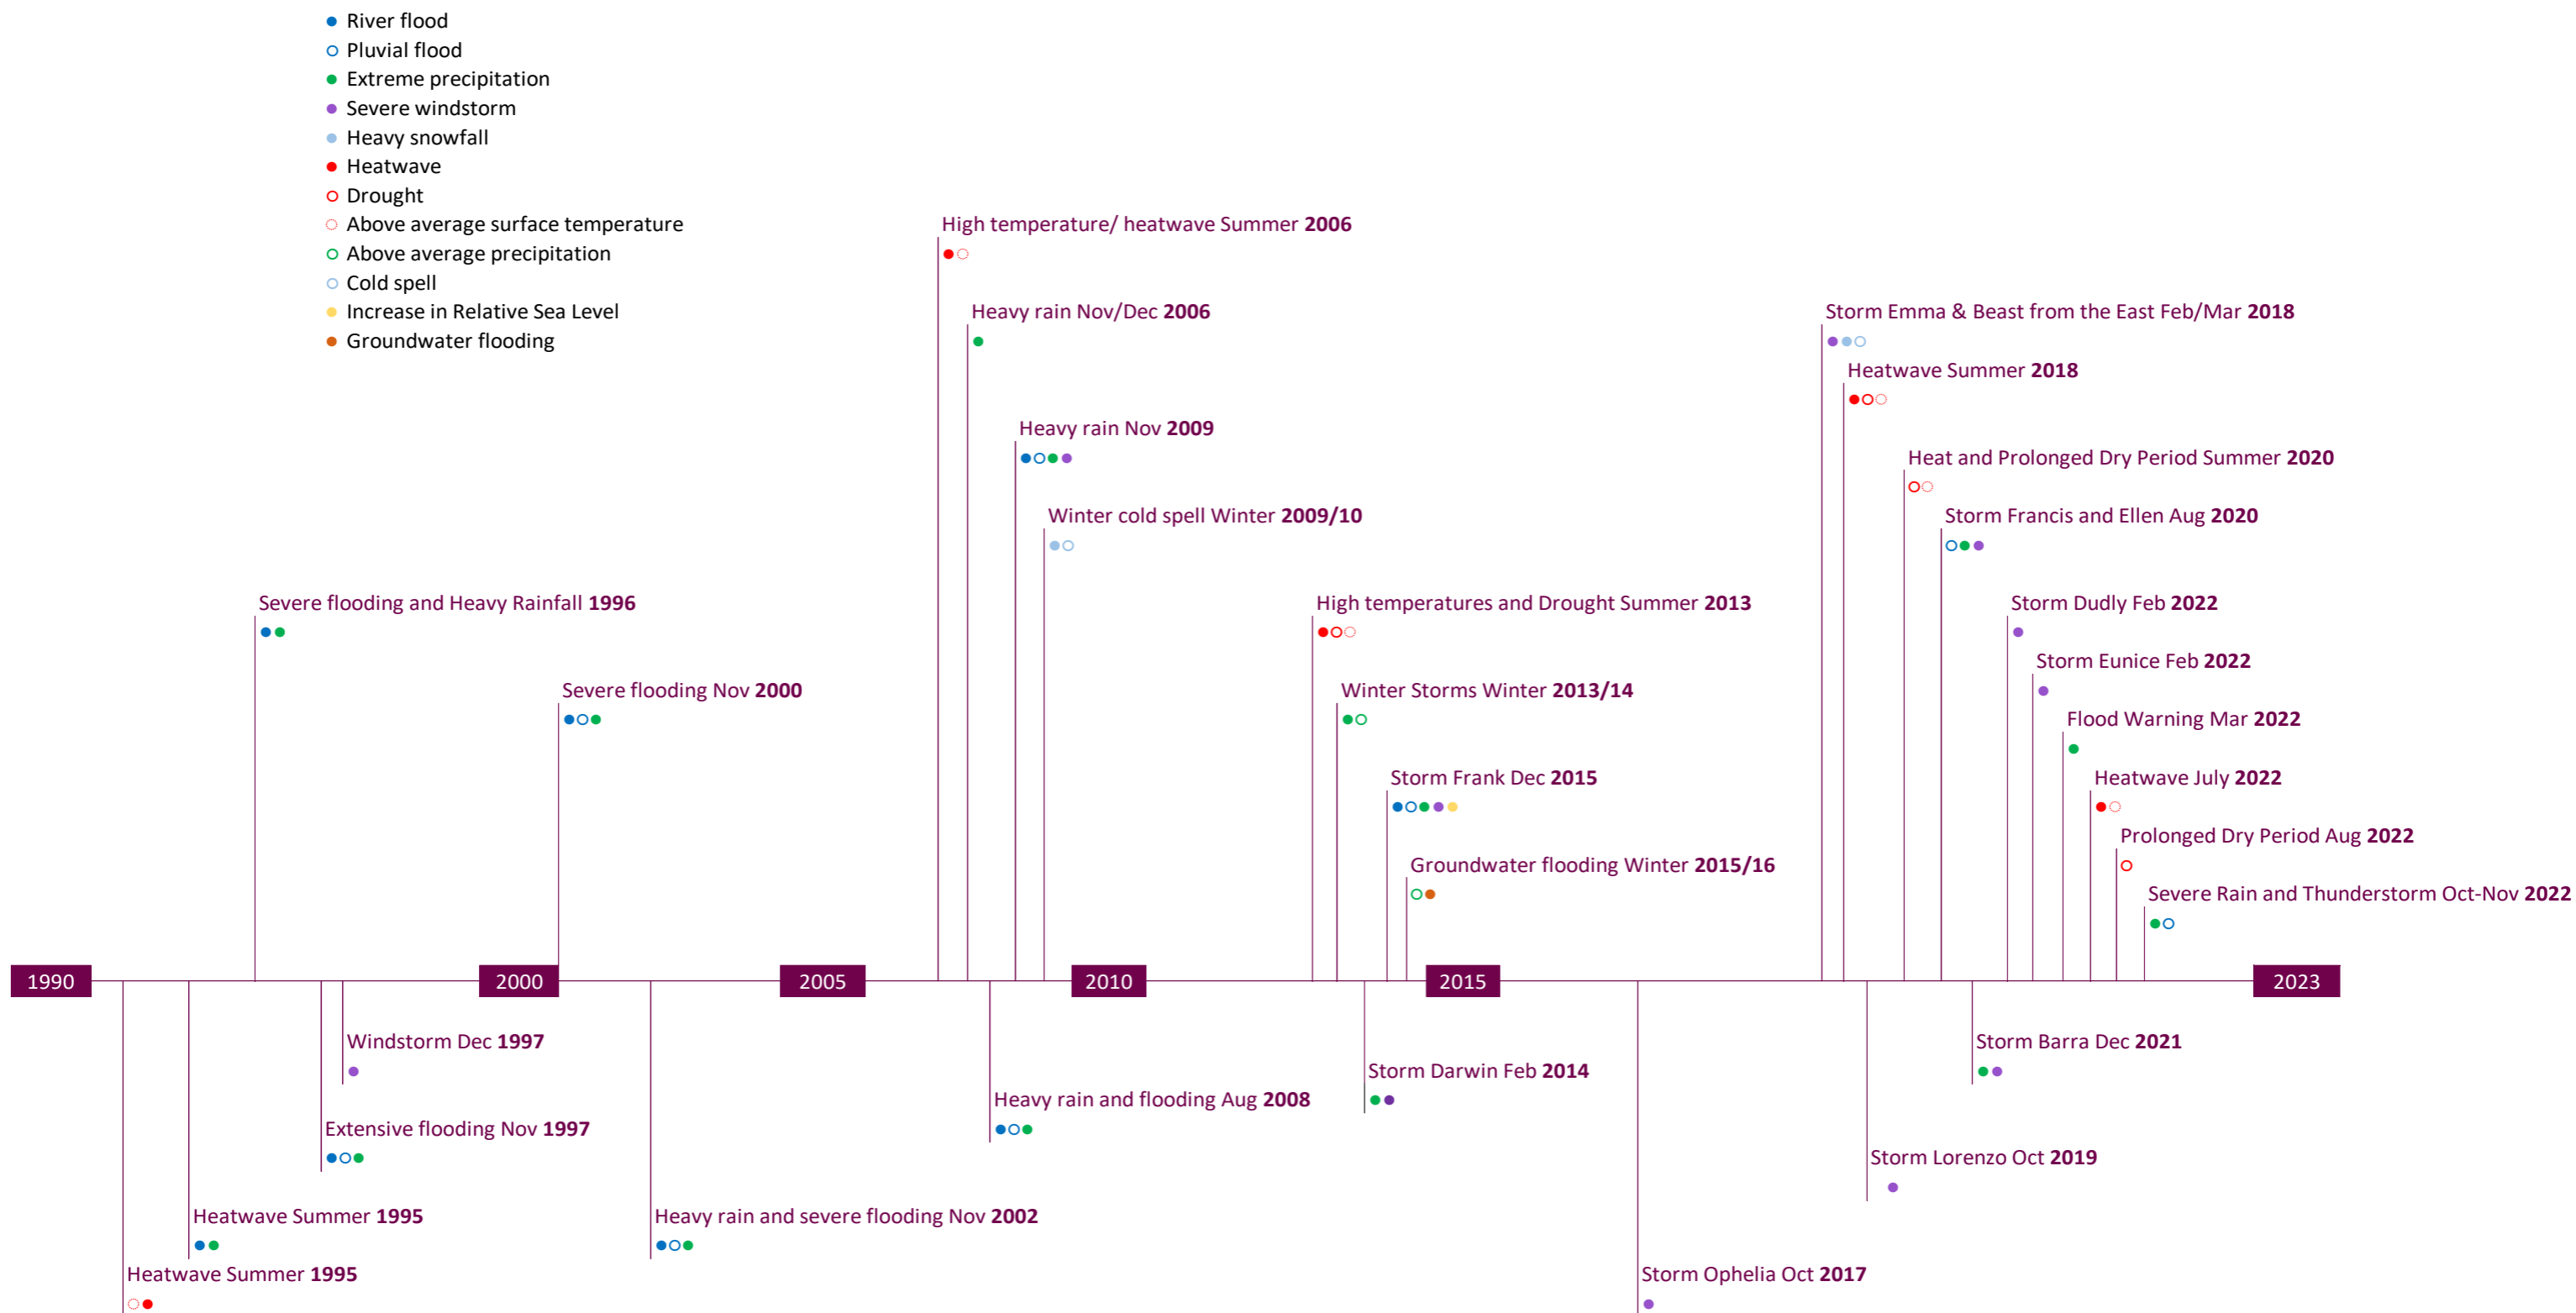 River flood
Pluvial flood
Extreme precipitation
Severe windstorm
Heavy snowfall
Heatwave
Drought
Above average surface temperature
Above average precipitation
Cold spell
Increase in Relative Sea Level
Groundwater flooding
High temperature/ heatwave Summer 2006
Heavy rain Nov/Dec 2006
Storm Emma & Beast from the East Feb/Mar 2018
Heatwave Summer 2018
Heavy rain Nov 2009
Heat and Prolonged Dry Period Summer 2020
Winter cold spell Winter 2009/10
Storm Francis and Ellen Aug 2020
Severe flooding and Heavy Rainfall 1996
High temperatures and Drought Summer 2013
Storm Dudly Feb 2022
Storm Eunice Feb 2022
Severe flooding Nov 2000
Winter Storms Winter 2013/14
Flood Warning Mar 2022
Storm Frank Dec 2015
Heatwave July 2022
Prolonged Dry Period Aug 2022
Groundwater flooding Winter 2015/16
Severe Rain and Thunderstorm Oct-Nov 2022
1990
2000
2005
2010
2015
2023
Windstorm Dec 1997
Storm Barra Dec 2021
Storm Darwin Feb 2014
Heavy rain and flooding Aug 2008
Extensive flooding Nov 1997
Storm Lorenzo Oct 2019
Heatwave Summer 1995
Heavy rain and severe flooding Nov 2002
Heatwave Summer 1995
Storm Ophelia Oct 2017